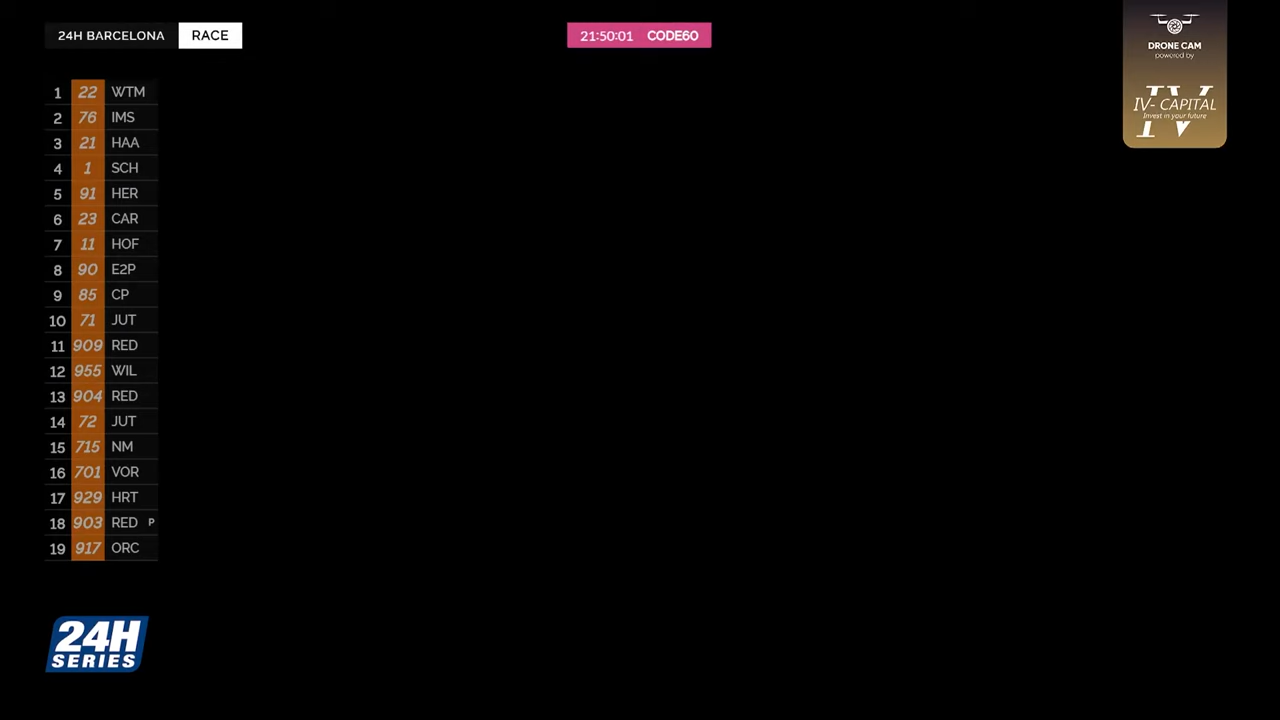 24H BARCELONA RACE
21:50:01 CODE60
DRONE CAM
powered by
IV
IV- CAPITAL
Invest in your future
1 22 WTM
2 76 IMS
3 21 HAA
4 1 SCH
5 91 HER
6 23 CAR
7 11 HOF
8 90 E2P
9 85 CP
10 71 JUT
11 909 RED
12 955 WIL
13 904 RED
14 72 JUT
15 715 NM
16 701 VOR
17 929 HRT
18 903 RED P
19 917 ORC
24H
SERIES